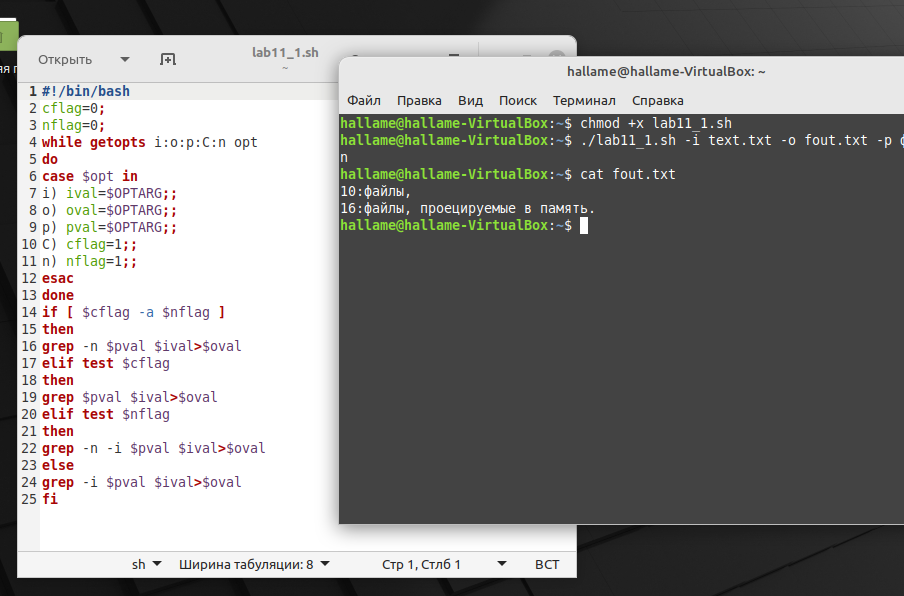 Открыть
lab11_1.sh
~
1 #!/bin/bash
2 cflag=0;
3 nflag=0;
4 while getopts i:o:p:C:n opt
5 do
6 case $opt in
7 i) ival=$OPTARG;;
8 o) oval=$OPTARG;;
9 p) pval=$OPTARG;;
10 C) cflag=1;;
11 n) nflag=1;;
12 esac
13 done
14 if [ $cflag -a $nflag ]
15 then
16 grep -n $pval $ival>$oval
17 elif test $cflag
18 then
19 grep $pval $ival>$oval
20 elif test $nflag
21 then
22 grep -n -i $pval $ival>$oval
23 else
24 grep -i $pval $ival>$oval
25 fi
sh Ширина табуляции: 8 Стр 1, Стлб 1 ВСТ
hallame@hallame-VirtualBox: ~
Файл Правка Вид Поиск Терминал Справка
hallame@hallame-VirtualBox:~$ chmod +x lab11_1.sh
hallame@hallame-VirtualBox:~$ ./lab11_1.sh -i text.txt -o fout.txt -p
n
hallame@hallame-VirtualBox:~$ cat fout.txt
10:файлы,
16:файлы, проецируемые в память.
hallame@hallame-VirtualBox:~$